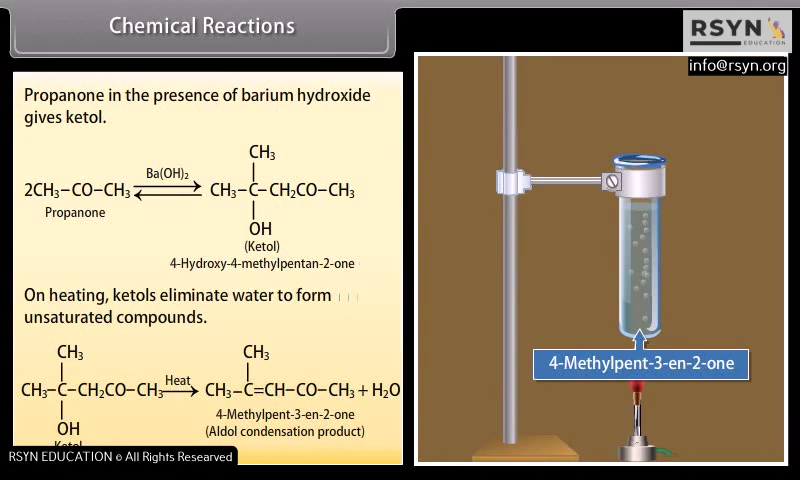 Chemical Reactions
RSYN
EDUCATION
info@rsyn.org
Propanone in the presence of barium hydroxide
gives ketol.
CH₃
2CH₃–CO–CH₃ Ba(OH)₂ CH₃–C–CH₂CO–CH₃
Propanone
OH
(Ketol)
4-Hydroxy-4-methylpentan-2-one
On heating, ketols eliminate water to form
unsaturated compounds.
CH₃ CH₃
CH₃–C–CH₂CO–CH₃ Heat CH₃–C=CH–CO–CH₃ + H₂O
OH
4-Methylpent-3-en-2-one
(Aldol condensation product)
Ketol
4-Methylpent-3-en-2-one
RSYN EDUCATION © All Rights Researved